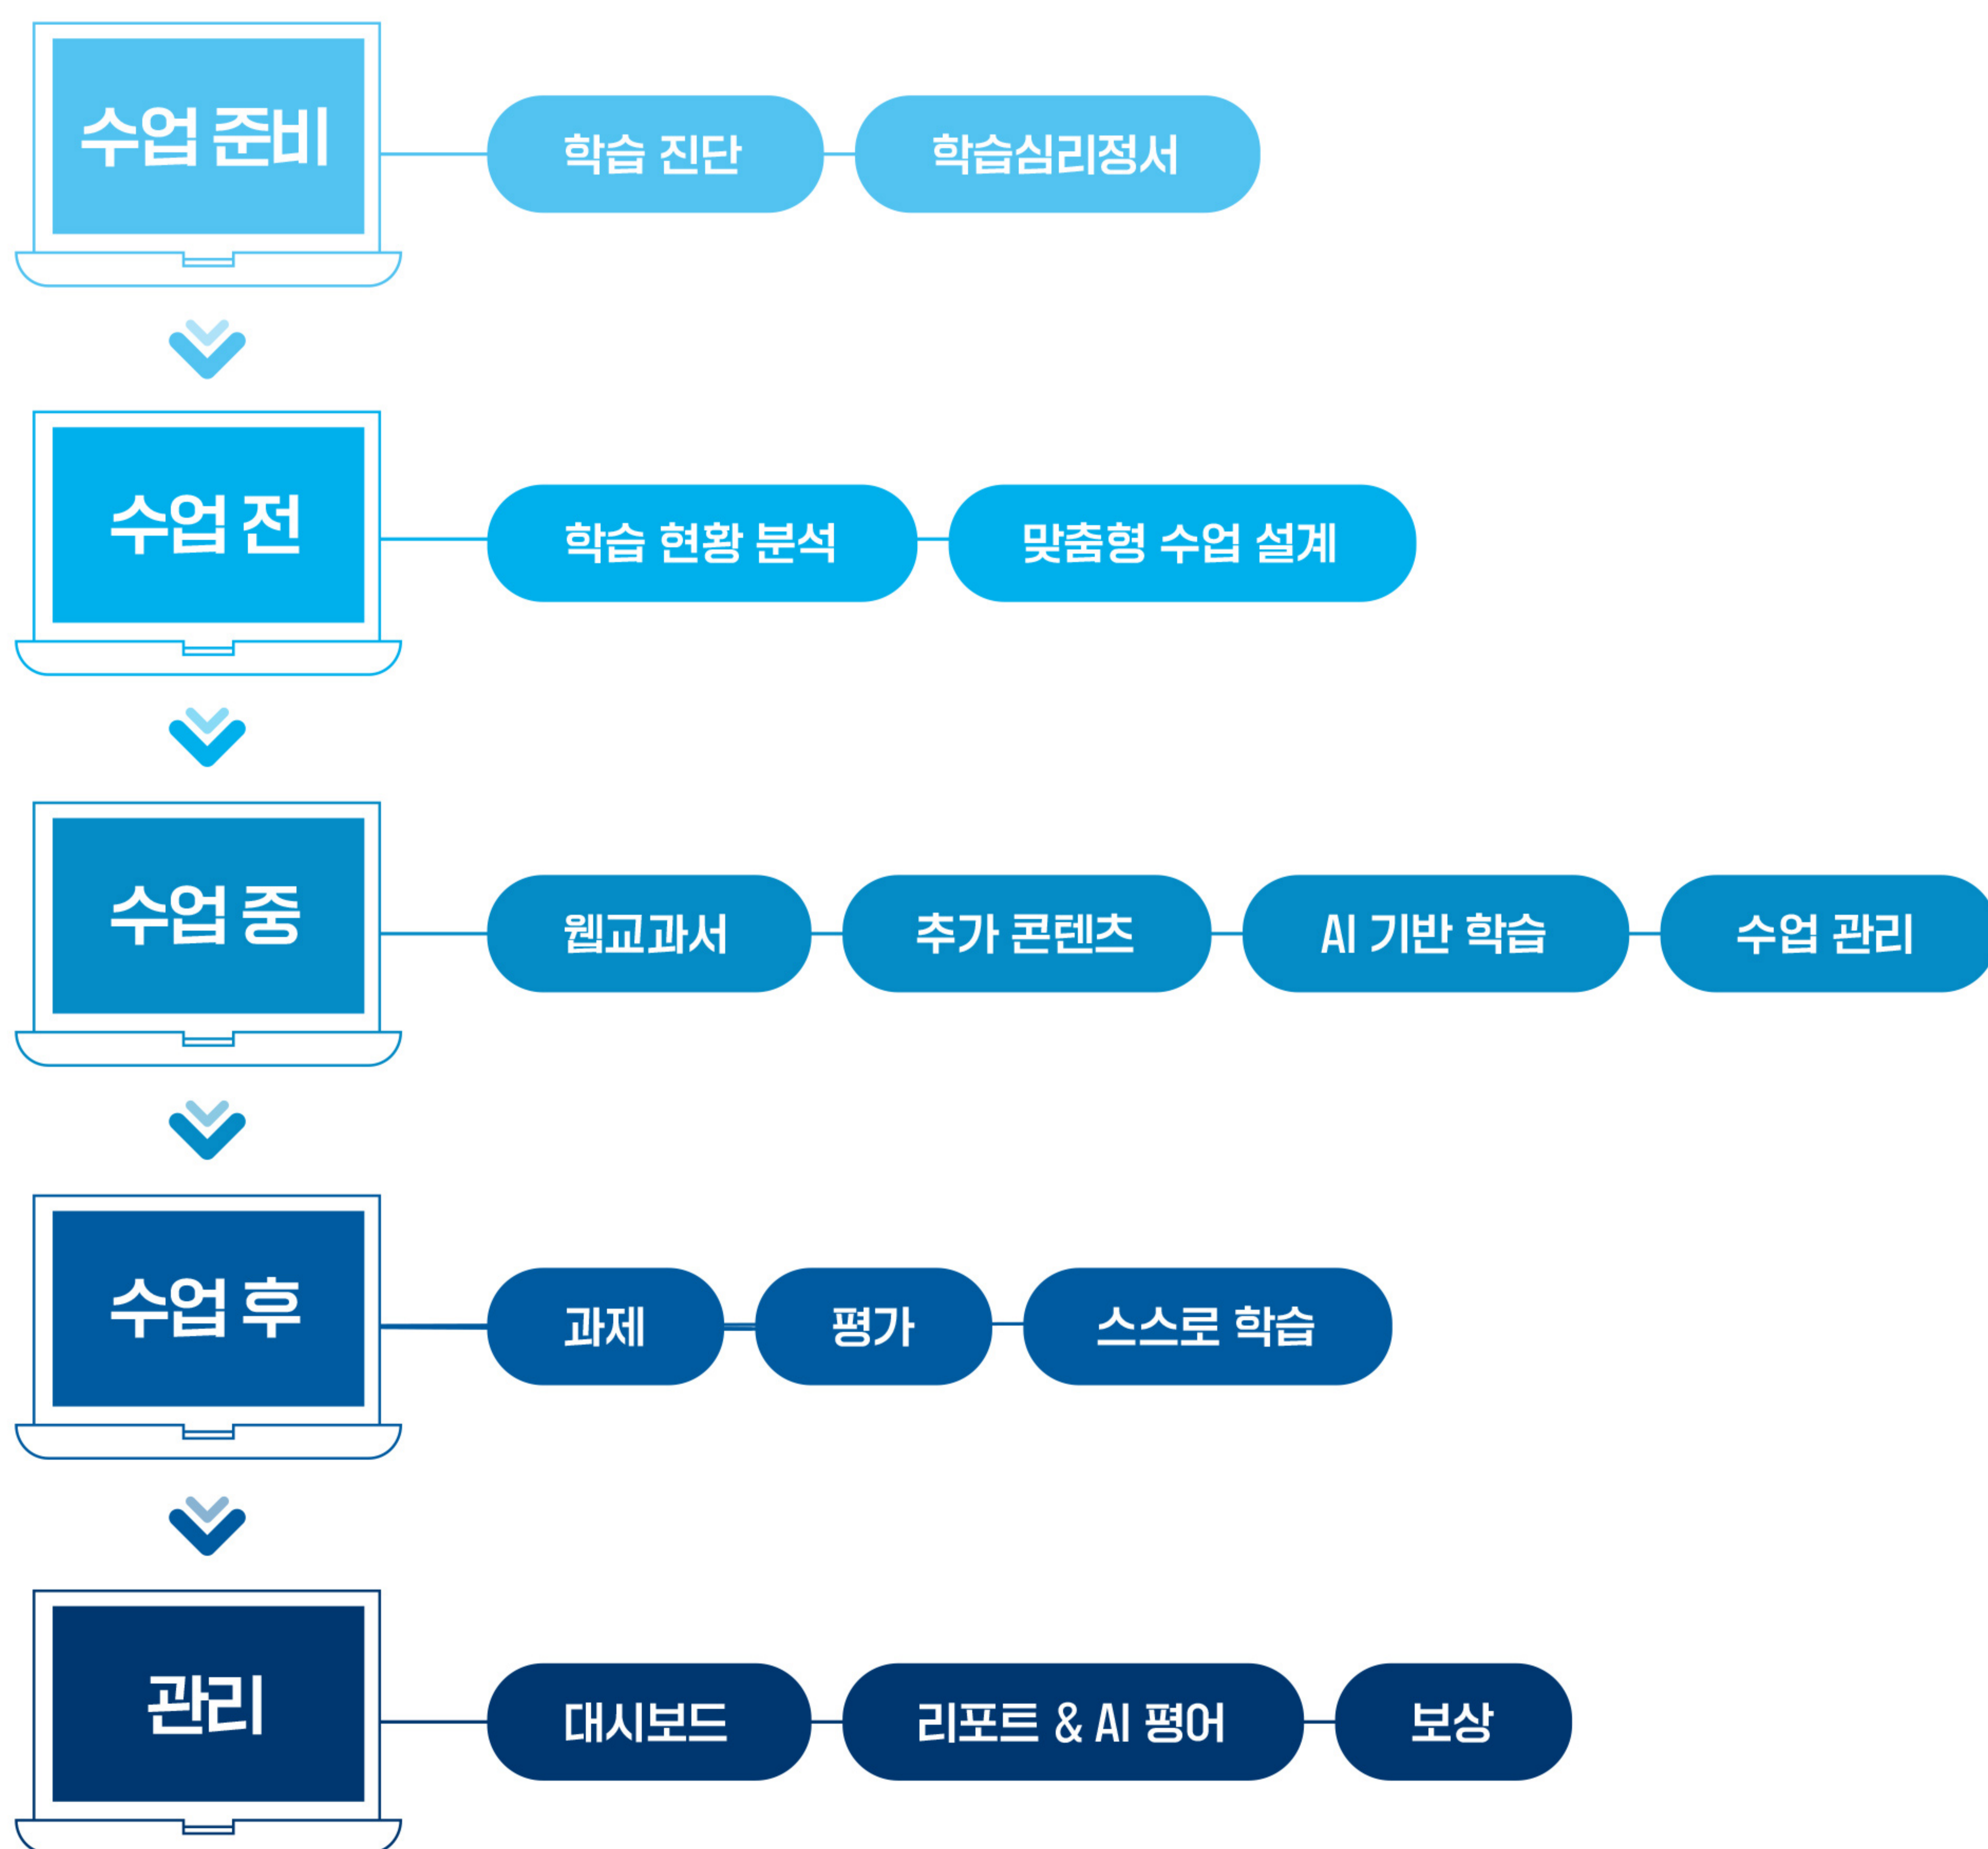 수업 준비
학습 진단
학습심리정서
수업 전
학습 현황 분석
맞춤형 수업 설계
수업 중
웹교과서
추가 콘텐츠
AI 기반 학습
수업 관리
수업 후
과제
평가
스스로 학습
관리
대시보드
리포트 & AI 평어
보상